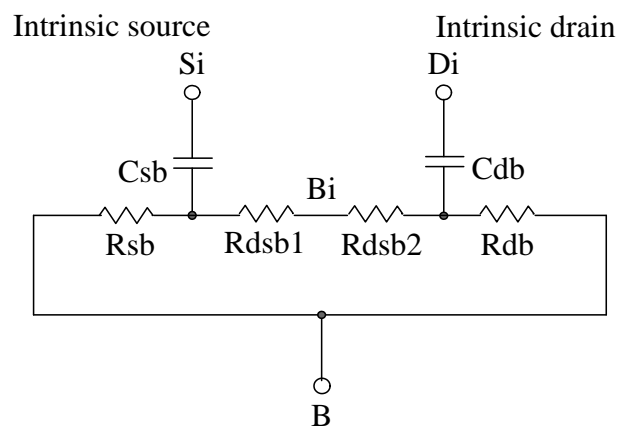 Intrinsic source
Intrinsic drain
Si
Di
Csb
Cdb
Bi
Rsb
Rdsb1
Rdsb2
Rdb
B